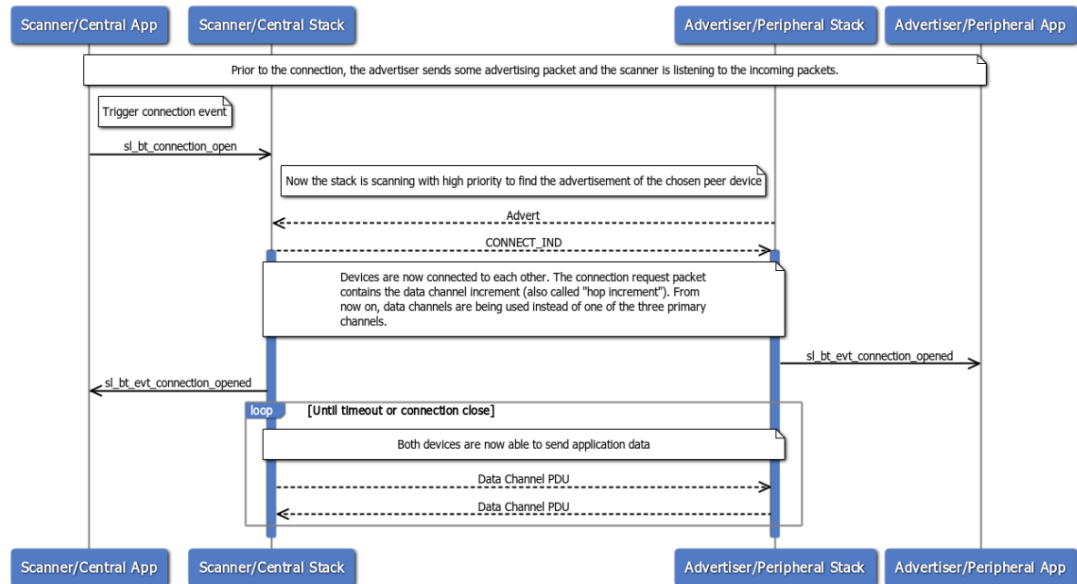 Scanner/Central App
Scanner/Central Stack
Advertiser/Peripheral Stack
Advertiser/Peripheral App
Prior to the connection, the advertiser sends some advertising packet and the scanner is listening to the incoming packets.
Trigger connection event
sl_bt_connection_open
Now the stack is scanning with high priority to find the advertisement of the chosen peer device
Advert
CONNECT_IND
Devices are now connected to each other. The connection request packet
contains the data channel increment (also called "hop increment"). From
now on, data channels are being used instead of one of the three primary
channels.
sl_bt_evt_connection_opened
sl_bt_evt_connection_opened
loop
[Until timeout or connection close]
Both devices are now able to send application data
Data Channel PDU
Data Channel PDU
Scanner/Central App
Scanner/Central Stack
Advertiser/Peripheral Stack
Advertiser/Peripheral App